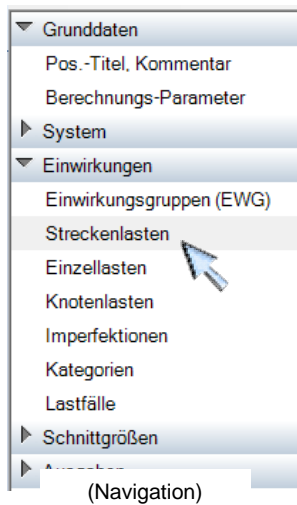 Grunddaten
Pos.-Titel, Kommentar
Berechnungs-Parameter
System
Einwirkungen
Einwirkungsgruppen (EWG)
Streckenlasten
Einzellasten
Knotenlasten
Imperfektionen
Kategorien
Lastfälle
Schnittgrößen
(Navigation)